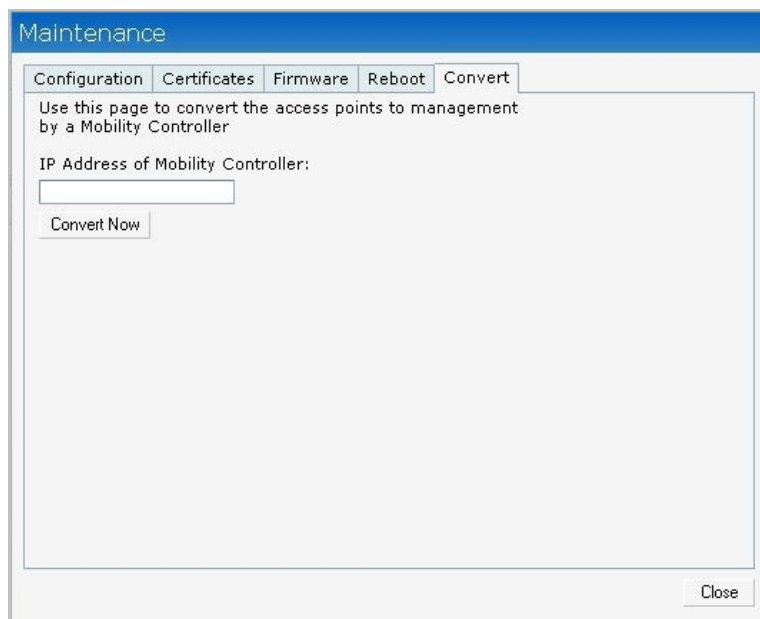 Maintenance
Configuration Certificates Firmware Reboot Convert
Use this page to convert the access points to management
by a Mobility Controller
IP Address of Mobility Controller:
Convert Now
Close